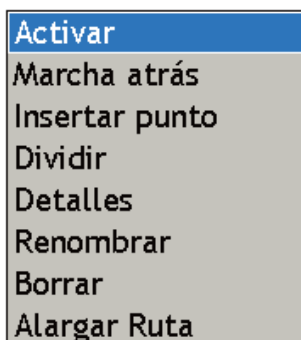 Activar
Marcha atrás
Insertar punto
Dividir
Detalles
Renombrar
Borrar
Alargar Ruta